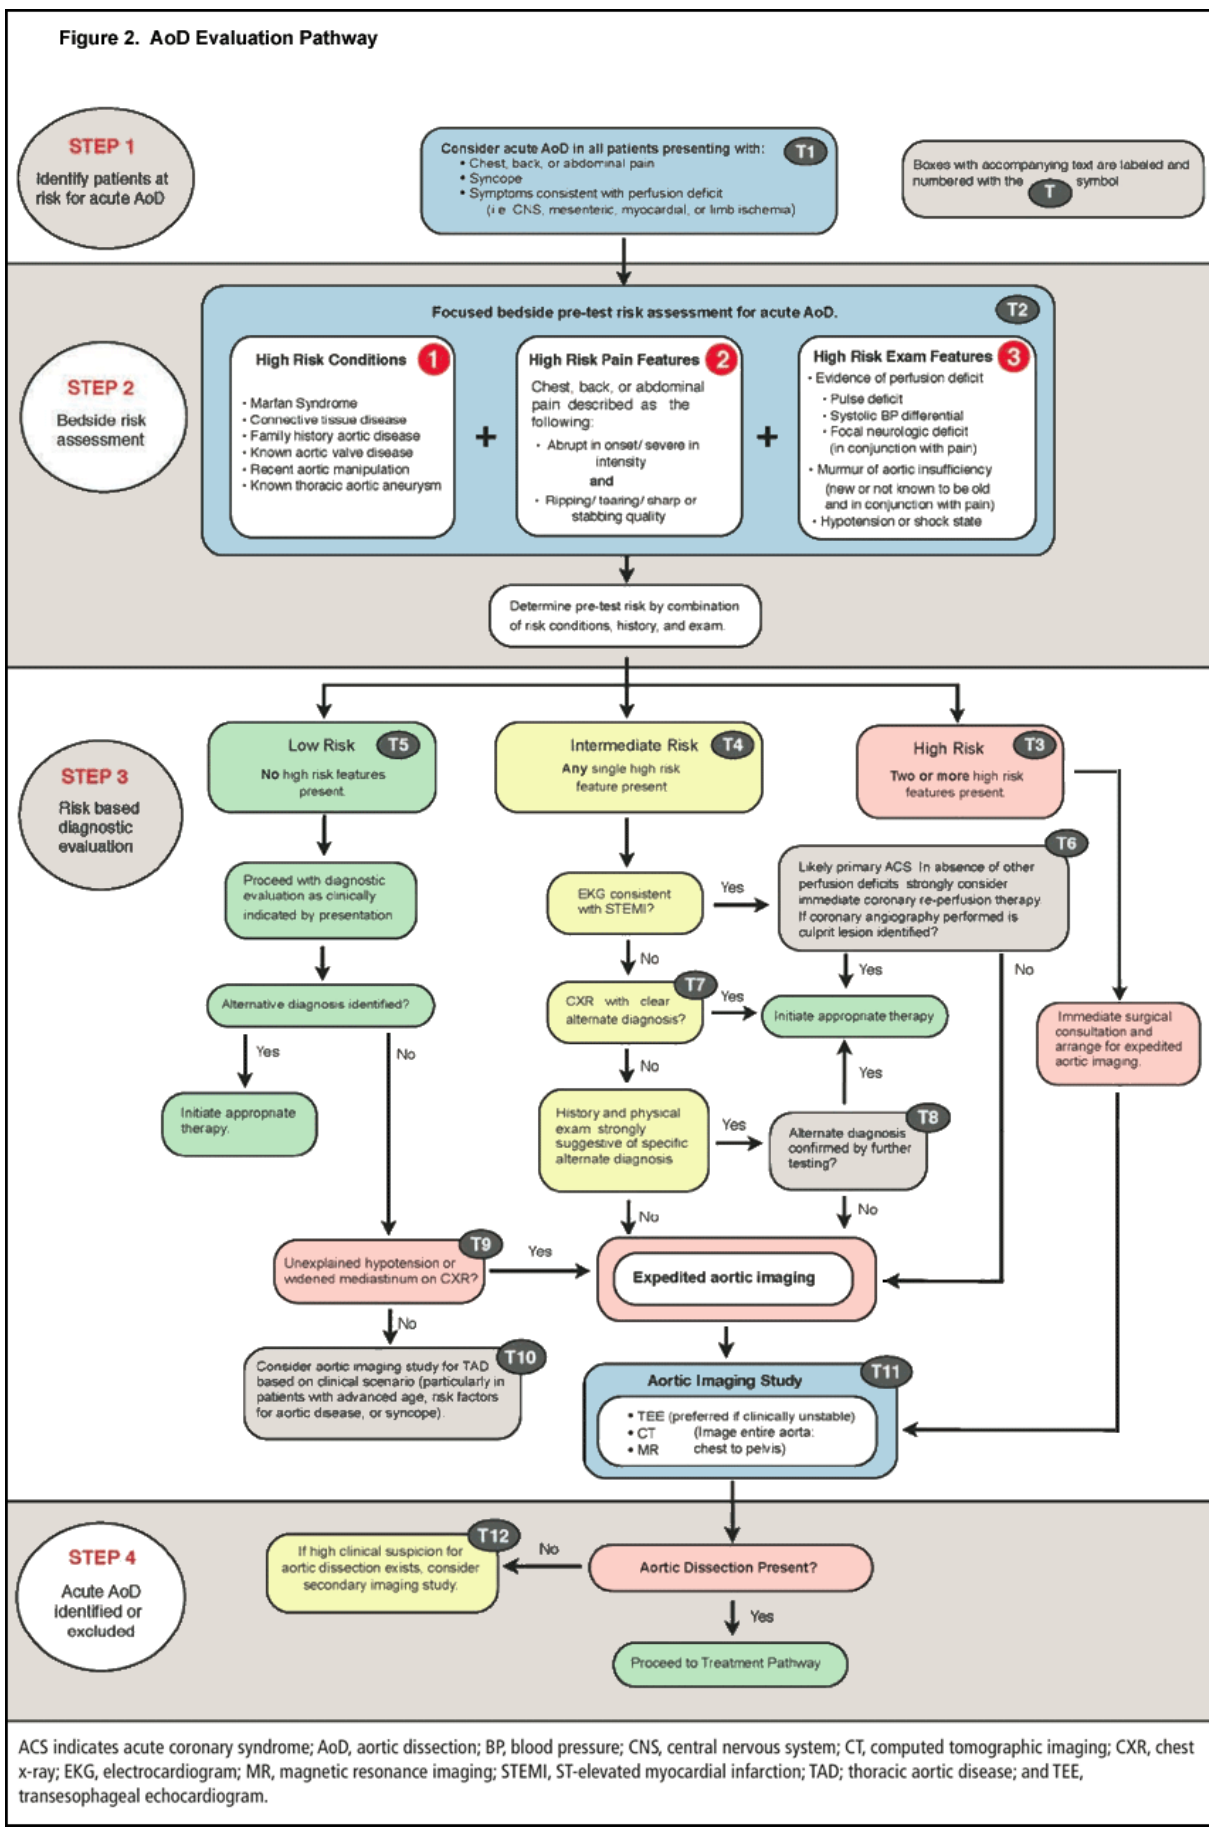 Figure 2. AoD Evaluation Pathway
STEP 1
Identify patients at
risk for acute AoD
Consider acute AoD in all patients presenting with:
T1
• Chest, back, or abdominal pain
• Syncope
• Symptoms consistent with perfusion deficit
(i.e. CNS, mesenteric, myocardial, or limb ischemia)
Boxes with accompanying text are labeled and
numbered with the T symbol
STEP 2
Bedside risk
assessment
Focused bedside pre-test risk assessment for acute AoD.
T2
High Risk Conditions
1
• Marfan Syndrome
• Connective tissue disease
• Family history aortic disease
• Known aortic valve disease
• Recent aortic manipulation
• Known thoracic aortic aneurysm
+
High Risk Pain Features
2
Chest, back, or abdominal
pain described as the
following:
• Abrupt in onset/ severe in
intensity
and
• Ripping/ tearing/ sharp or
stabbing quality
+
High Risk Exam Features
3
• Evidence of perfusion deficit
• Pulse deficit
• Systolic BP differential
• Focal neurologic deficit
(in conjunction with pain)
• Murmur of aortic insufficiency
(new or not known to be old
and in conjunction with pain)
• Hypotension or shock state
Determine pre-test risk by combination
of risk conditions, history, and exam.
STEP 3
Risk based
diagnostic
evaluation
Low Risk
T5
No high risk features
present.
Intermediate Risk
T4
Any single high risk
feature present
High Risk
T3
Two or more high risk
features present.
Proceed with diagnostic
evaluation as clinically
indicated by presentation
EKG consistent
with STEMI?
Yes
T6
Likely primary ACS In absence of other
perfusion deficits strongly consider
immediate coronary re-perfusion therapy
If coronary angiography performed is
culprit lesion identified?
No
Yes
No
Alternative diagnosis identified?
T7
CXR with clear
alternate diagnosis?
Yes
Initiate appropriate therapy
Immediate surgical
consultation and
arrange for expedited
aortic imaging.
Yes
No
No
Yes
Initiate appropriate
therapy.
History and physical
exam strongly
suggestive of specific
alternate diagnosis
Yes
T8
Alternate diagnosis
confirmed by further
testing?
No
No
T9
Unexplained hypotension or
widened mediastinum on CXR?
Yes
Expedited aortic imaging
No
T10
Consider aortic imaging study for TAD
based on clinical scenario (particularly in
patients with advanced age, risk factors
for aortic disease, or syncope).
Aortic Imaging Study
T11
• TEE (preferred if clinically unstable)
• CT (Image entire aorta:
• MR chest to pelvis)
STEP 4
Acute AoD
identified or
excluded
T12
If high clinical suspicion for
aortic dissection exists, consider
secondary imaging study.
No
Aortic Dissection Present?
Yes
Proceed to Treatment Pathway
ACS indicates acute coronary syndrome; AoD, aortic dissection; BP, blood pressure; CNS, central nervous system; CT, computed tomographic imaging; CXR, chest
x-ray; EKG, electrocardiogram; MR, magnetic resonance imaging; STEMI, ST-elevated myocardial infarction; TAD; thoracic aortic disease; and TEE,
transesophageal echocardiogram.